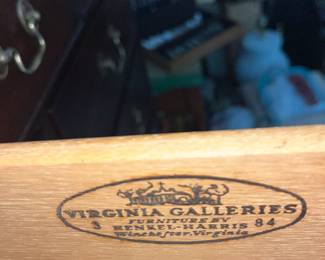 VIRGINIA GALLERIES
3 FURNITURE BY 84
HENKEL-HARRIS
Winchester, Virginia